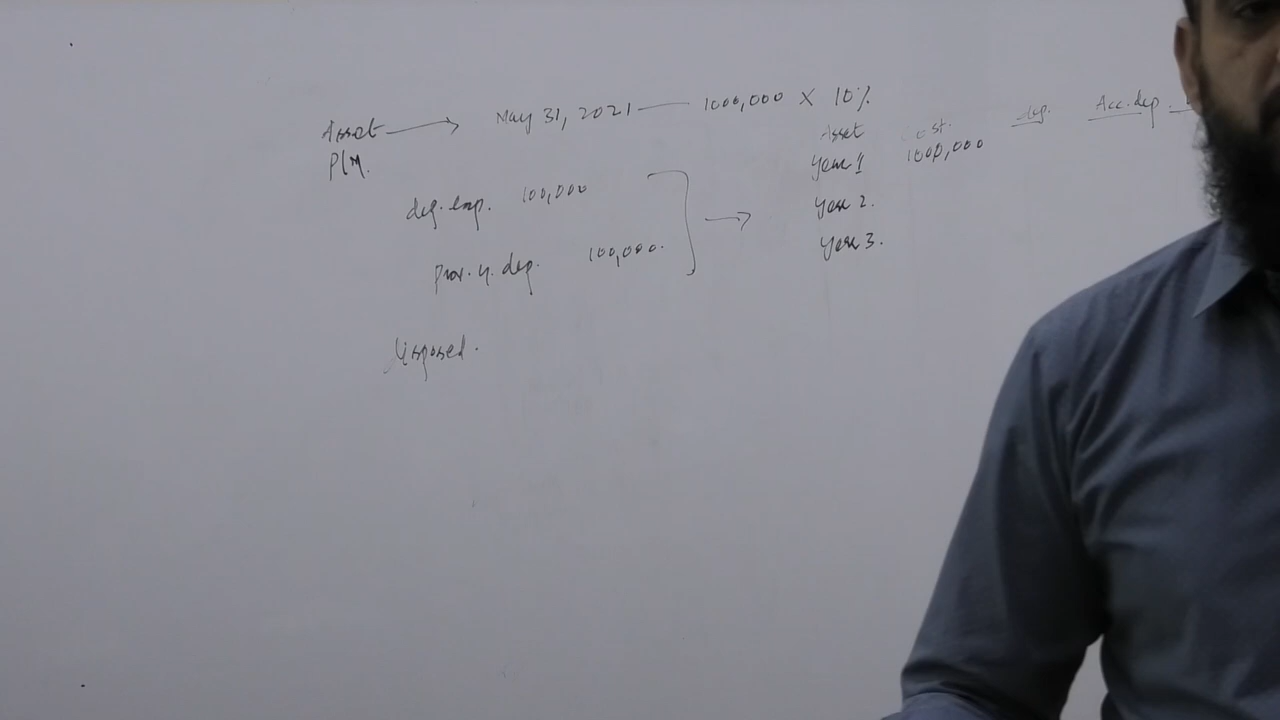 Asset → May 31, 2021 — 1000,000 X 10%
P/M.
dep. exp. 100,000
Prov. of. dep. 100,000.
→
Disposed.
Asset cost. dep. Acc. dep.
Year 1 1000,000
Year 2.
Year 3.